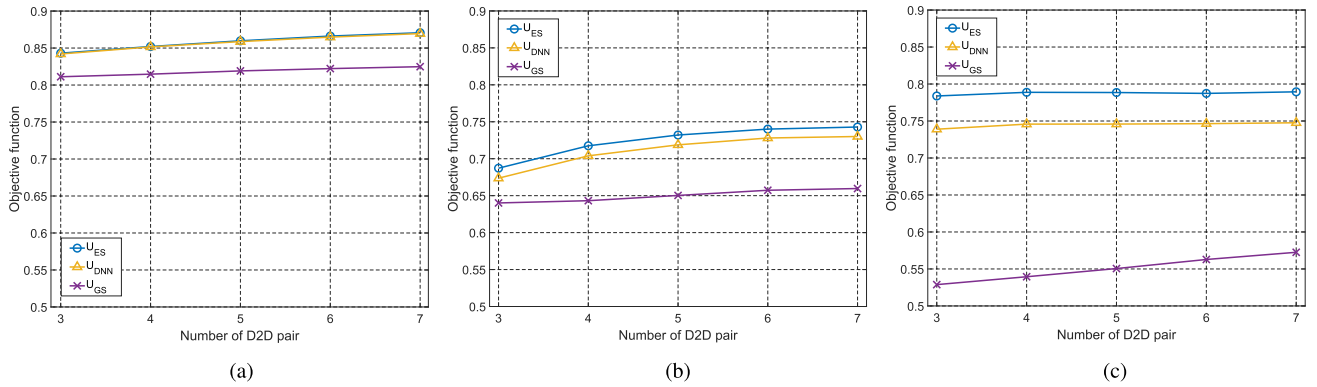 0.9
0.85
0.8
0.75
0.7
0.65
0.6
0.55
0.5
Objective function
U_ES
U_DNN
U_GS
3 4 5 6 7
Number of D2D pair
(a)
0.9
0.85
0.8
0.75
0.7
0.65
0.6
0.55
0.5
Objective function
U_ES
U_DNN
U_GS
3 4 5 6 7
Number of D2D pair
(b)
0.9
0.85
0.8
0.75
0.7
0.65
0.6
0.55
0.5
Objective function
U_ES
U_DNN
U_GS
3 4 5 6 7
Number of D2D pair
(c)